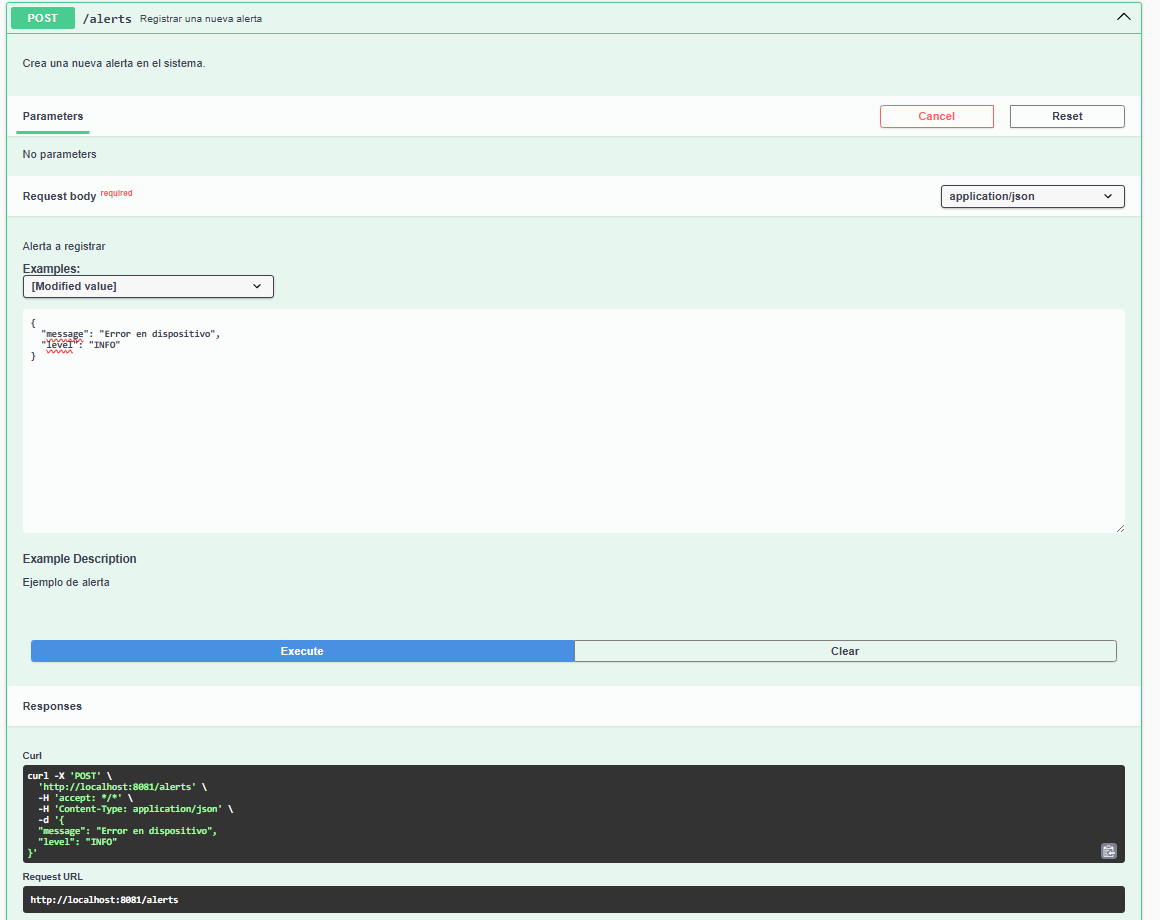 POST /alerts Registrar una nueva alerta
Crea una nueva alerta en el sistema.
Parameters
Cancel
Reset
No parameters
Request body required
application/json
Alerta a registrar
Examples:
[Modified value]
{
  "message": "Error en dispositivo",
  "level": "INFO"
}
Example Description
Ejemplo de alerta
Execute
Clear
Responses
Curl
curl -X 'POST' \
  'http://localhost:8081/alerts' \
  -H 'accept: */*' \
  -H 'Content-Type: application/json' \
  -d '{
  "message": "Error en dispositivo",
  "level": "INFO"
}'
Request URL
http://localhost:8081/alerts